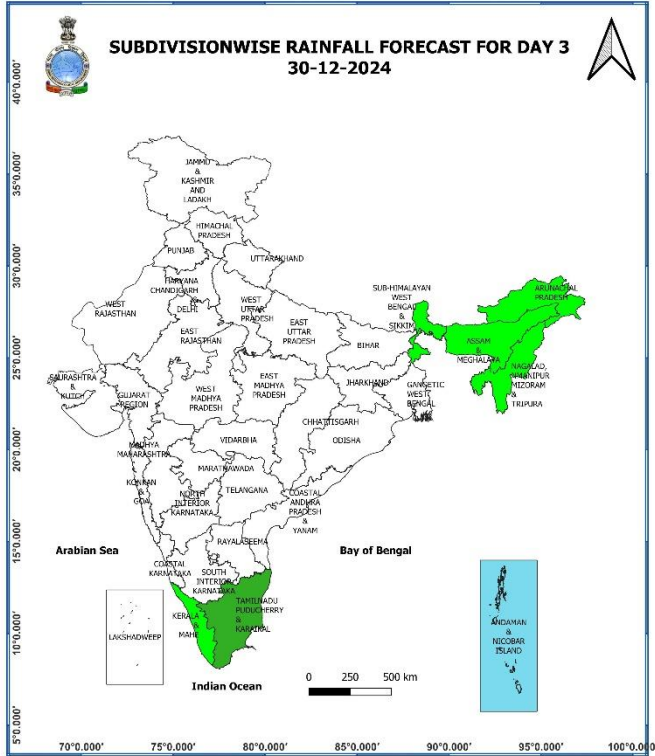 SUBDIVISIONWISE RAINFALL FORECAST FOR DAY 3
30-12-2024
40°0.000'
35°0.000'
30°0.000'
25°0.000'
20°0.000'
15°0.000'
10°0.000'
5°0.000'
JAMMU
&
KASHMIR
AND
LADAKH
HIMACHAL
PRADESH
PUNJAB
UTTARAKHAND
HARYANA
CHANDIGARH
&
DELHI
WEST
RAJASTHAN
WEST
UTTAR
PRADESH
EAST
RAJASTHAN
EAST
UTTAR
PRADESH
SUB-HIMALAYAN
WEST
BENGAL
&
SIKKIM
ARUNACHAL
PRADESH
BIHAR
ASSAM
&
MEGHALAYA
NAGALAD,
MANIPUR
MIZORAM
&
TRIPURA
SAURASHTRA
&
KUTCH
GUJARAT
REGION
WEST
MADHYA
PRADESH
EAST
MADHYA
PRADESH
JHARKHAND
GANGETIC
WEST
BENGAL
CHHATTISGARH
ODISHA
VIDARBHA
MADHYA
MAHARASHTRA
MARATHWADA
KONKAN
&
GOA
NORTH
INTERIOR
KARNATAKA
TELANGANA
COASTAL
ANDHRA
PRADESH
&
YANAM
RAYALASEEMA
Arabian Sea
Bay of Bengal
COASTAL
KARNATAKA
SOUTH
INTERIOR
KARNATAKA
TAMILNADU
PUDUCHERRY
&
KARAIKAL
KERALA
&
MAHE
LAKSHADWEEP
ANDAMAN
&
NICOBAR
ISLAND
Indian Ocean
0 250 500 km
70°0.000' 75°0.000' 80°0.000' 85°0.000' 90°0.000' 95°0.000' 100°0.000'